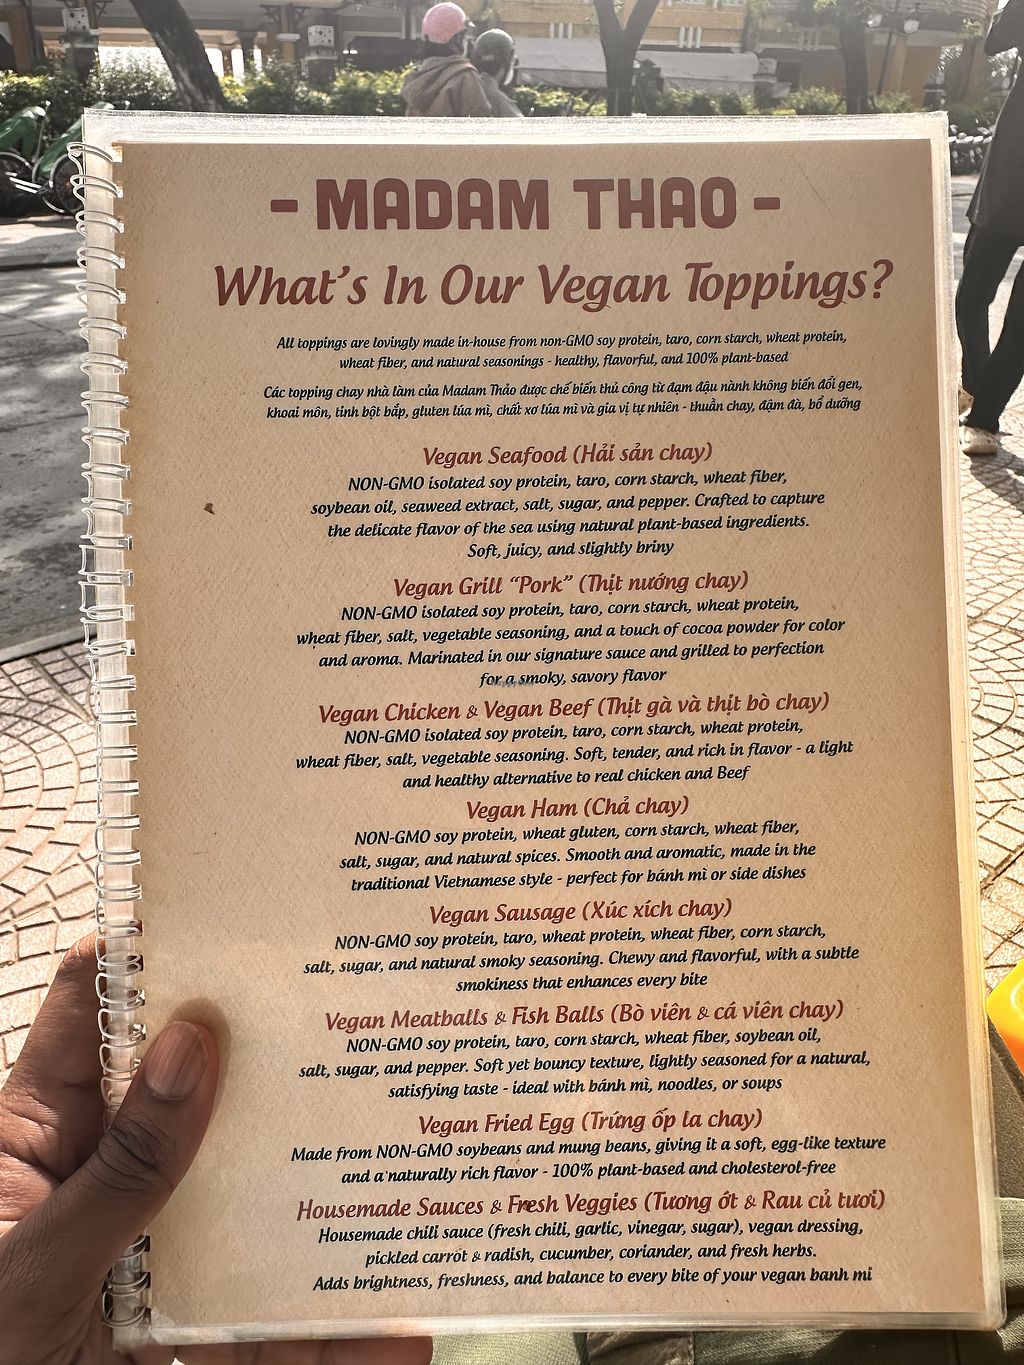 - MADAM THAO -
What's In Our Vegan Toppings?
All toppings are lovingly made in-house from non-GMO soy protein, taro, corn starch, wheat protein,
wheat fiber, and natural seasonings - healthy, flavorful, and 100% plant-based
Các topping chay nhà làm của Madam Thảo được chế biến thủ công từ đạm đậu nành không biến đổi gen,
khoai môn, tinh bột bắp, gluten lúa mì, chất xơ lúa mì và gia vị tự nhiên - thuần chay, đậm đà, bổ dưỡng
Vegan Seafood (Hải sản chay)
NON-GMO isolated soy protein, taro, corn starch, wheat fiber,
soybean oil, seaweed extract, salt, sugar, and pepper. Crafted to capture
the delicate flavor of the sea using natural plant-based ingredients.
Soft, juicy, and slightly briny
Vegan Grill "Pork" (Thịt nướng chay)
NON-GMO isolated soy protein, taro, corn starch, wheat protein,
wheat fiber, salt, vegetable seasoning, and a touch of cocoa powder for color
and aroma. Marinated in our signature sauce and grilled to perfection
for a smoky, savory flavor
Vegan Chicken & Vegan Beef (Thịt gà và thịt bò chay)
NON-GMO isolated soy protein, taro, corn starch, wheat protein,
wheat fiber, salt, vegetable seasoning. Soft, tender, and rich in flavor - a light
and healthy alternative to real chicken and Beef
Vegan Ham (Chả chay)
NON-GMO soy protein, wheat gluten, corn starch, wheat fiber,
salt, sugar, and natural spices. Smooth and aromatic, made in the
traditional Vietnamese style - perfect for bánh mì or side dishes
Vegan Sausage (Xúc xích chay)
NON-GMO soy protein, taro, wheat protein, wheat fiber, corn starch,
salt, sugar, and natural smoky seasoning. Chewy and flavorful, with a subtle
smokiness that enhances every bite
Vegan Meatballs & Fish Balls (Bò viên & cá viên chay)
NON-GMO soy protein, taro, corn starch, wheat fiber, soybean oil,
salt, sugar, and pepper. Soft yet bouncy texture, lightly seasoned for a natural,
satisfying taste - ideal with bánh mì, noodles, or soups
Vegan Fried Egg (Trứng ốp la chay)
Made from NON-GMO soybeans and mung beans, giving it a soft, egg-like texture
and a naturally rich flavor - 100% plant-based and cholesterol-free
Housemade Sauces & Fresh Veggies (Tương ớt & Rau củ tươi)
Housemade chili sauce (fresh chili, garlic, vinegar, sugar), vegan dressing,
pickled carrot & radish, cucumber, coriander, and fresh herbs.
Adds brightness, freshness, and balance to every bite of your vegan banh mi